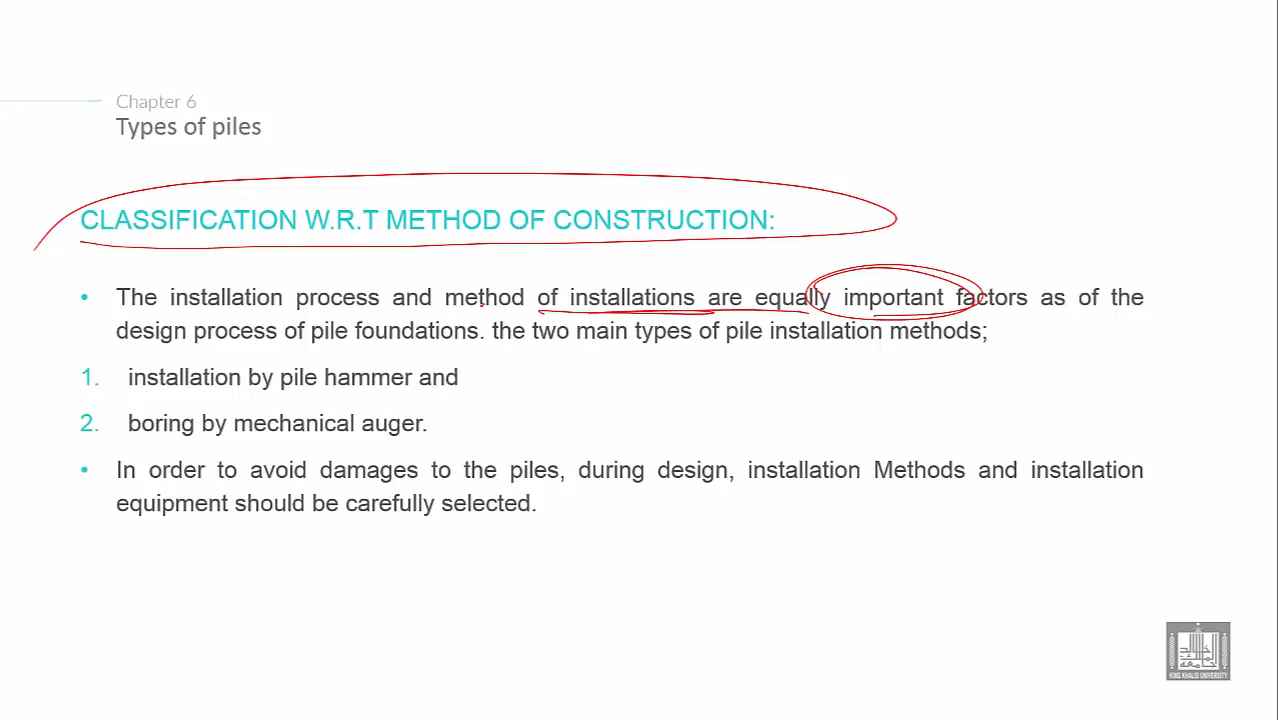 Chapter 6
Types of piles
CLASSIFICATION W.R.T METHOD OF CONSTRUCTION:
• The installation process and method of installations are equally important factors as of the
design process of pile foundations. the two main types of pile installation methods;
1. installation by pile hammer and
2. boring by mechanical auger.
• In order to avoid damages to the piles, during design, installation Methods and installation
equipment should be carefully selected.
KING KHALID UNIVERSITY